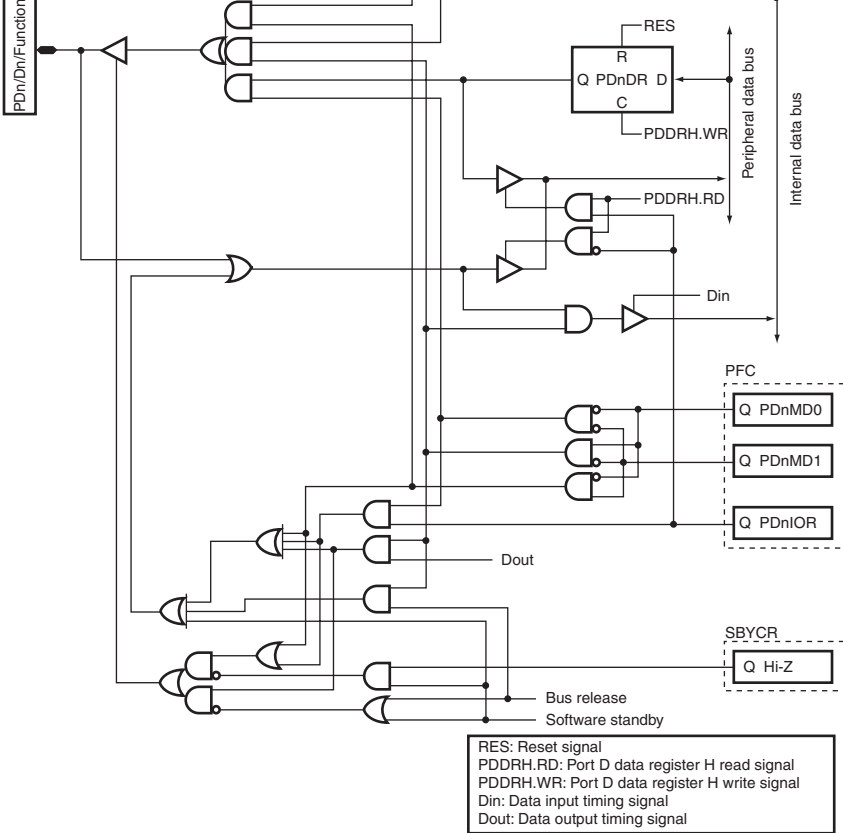 PDn/Dn/Function
RES
R
Q PDnDR D
C
PDDRH.WR
Peripheral data bus
Internal data bus
PDDRH.RD
Din
PFC
Q PDnMD0
Q PDnMD1
Q PDnIOR
Dout
SBYCR
Q Hi-Z
Bus release
Software standby
RES: Reset signal
PDDRH.RD: Port D data register H read signal
PDDRH.WR: Port D data register H write signal
Din: Data input timing signal
Dout: Data output timing signal